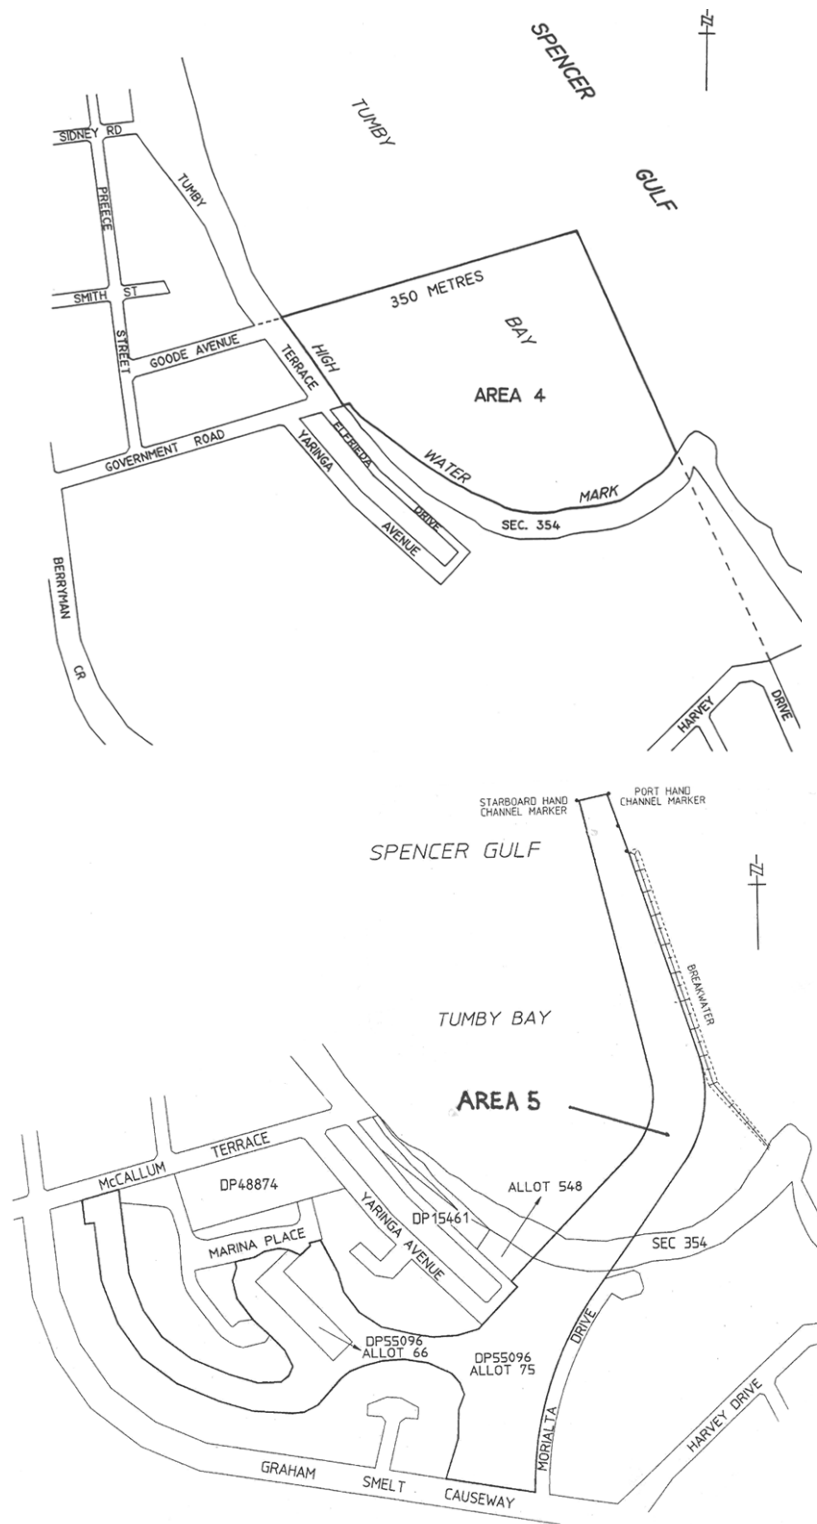 SPENCER
GULF
N
TUMBY
BAY
SIDNEY RD
TUMBY
TERRACE
PREECE
STREET
SMITH ST
350 METRES
GOODE AVENUE
HIGH
WATER
MARK
AREA 4
GOVERNMENT ROAD
ELFRIEDA
DRIVE
YARINGA
AVENUE
SEC. 354
BERRYMAN
CR
HARVEY
DRIVE
STARBOARD HAND
CHANNEL MARKER
PORT HAND
CHANNEL MARKER
SPENCER GULF
N
BREAKWATER
TUMBY BAY
AREA 5
McCALLUM
TERRACE
DP48874
ALLOT 548
YARINGA AVENUE
DP15461
MARINA PLACE
SEC 354
DP55096
ALLOT 66
DP55096
ALLOT 75
MORIALTA
DRIVE
HARVEY DRIVE
GRAHAM
SMELT
CAUSEWAY